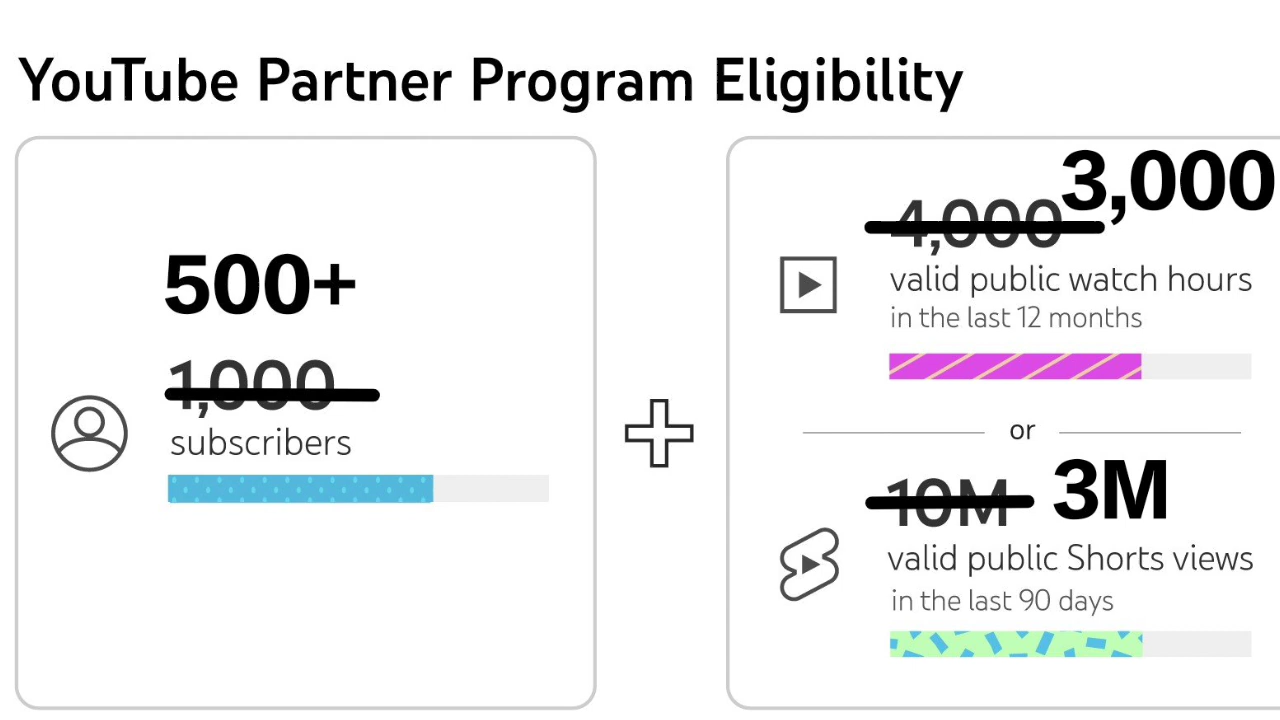 YouTube Partner Program Eligibility
500+
1,000
subscribers
4,000 3,000
valid public watch hours
in the last 12 months
or
10M 3M
valid public Shorts views
in the last 90 days